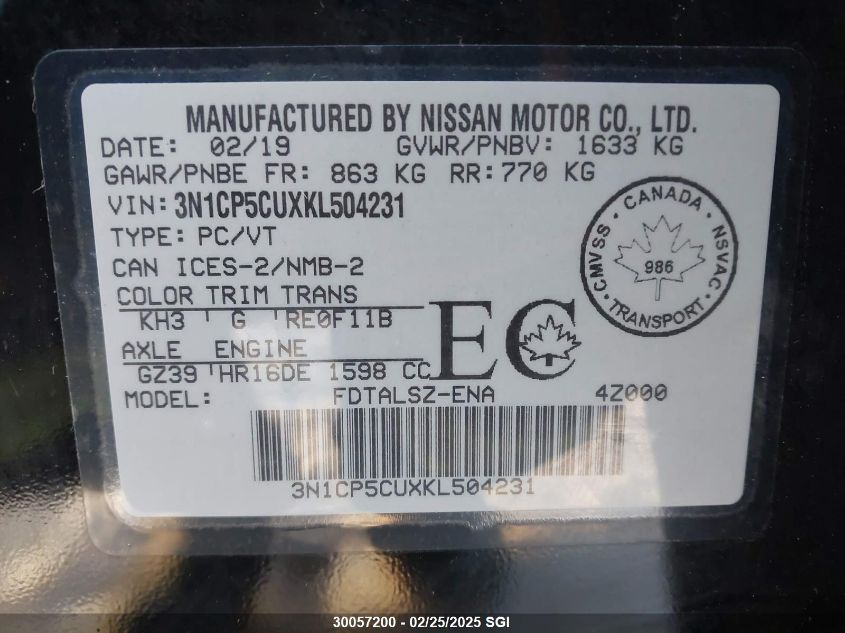 MANUFACTURED BY NISSAN MOTOR CO., LTD.
DATE: 02/19 GVWR/PNBV: 1633 KG
GAWR/PNBE FR: 863 KG RR:770 KG
VIN: 3N1CP5CUXKL504231
TYPE: PC/VT
CAN ICES-2/NMB-2
COLOR TRIM TRANS
KH3 ' G 'RE0F11B
AXLE ENGINE
GZ39 'HR16DE 1598 CC
MODEL: FDTALSZ-ENA 4Z000
3N1CP5CUXKL504231
EC
CANADA
CMVSS 986 NSVAC
TRANSPORT
30057200 - 02/25/2025 SGI